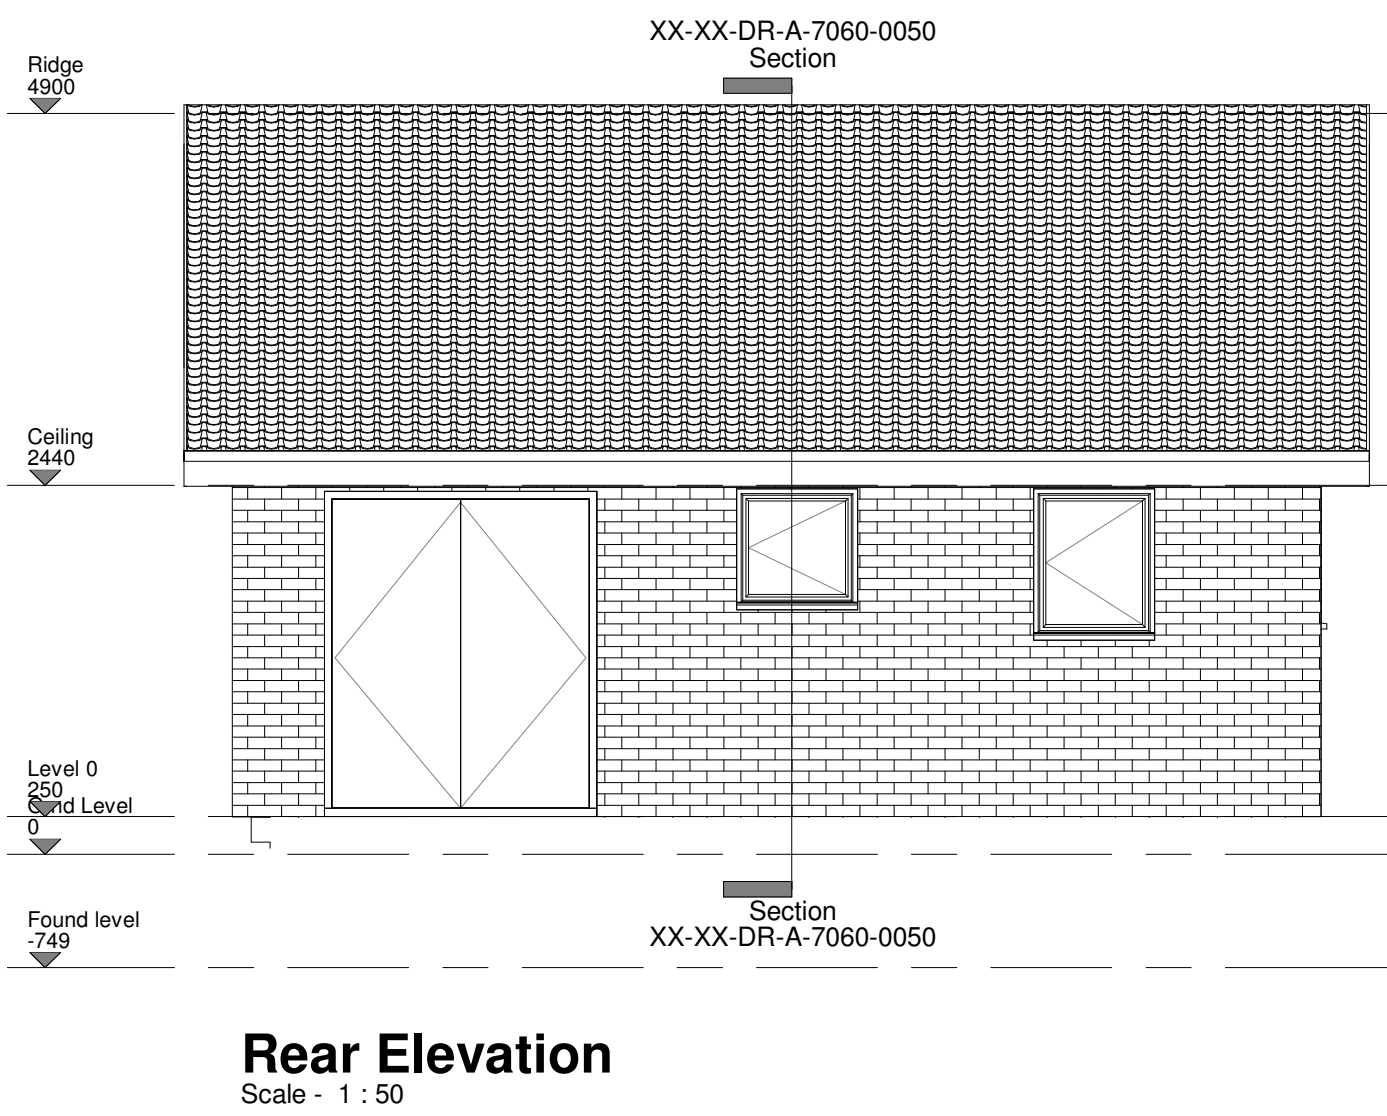 XX-XX-DR-A-7060-0050
Section
Ridge
4900
Ceiling
2440
Level 0
250
Level
0
Found level
-749
Section
XX-XX-DR-A-7060-0050
Rear Elevation
Scale - 1 : 50